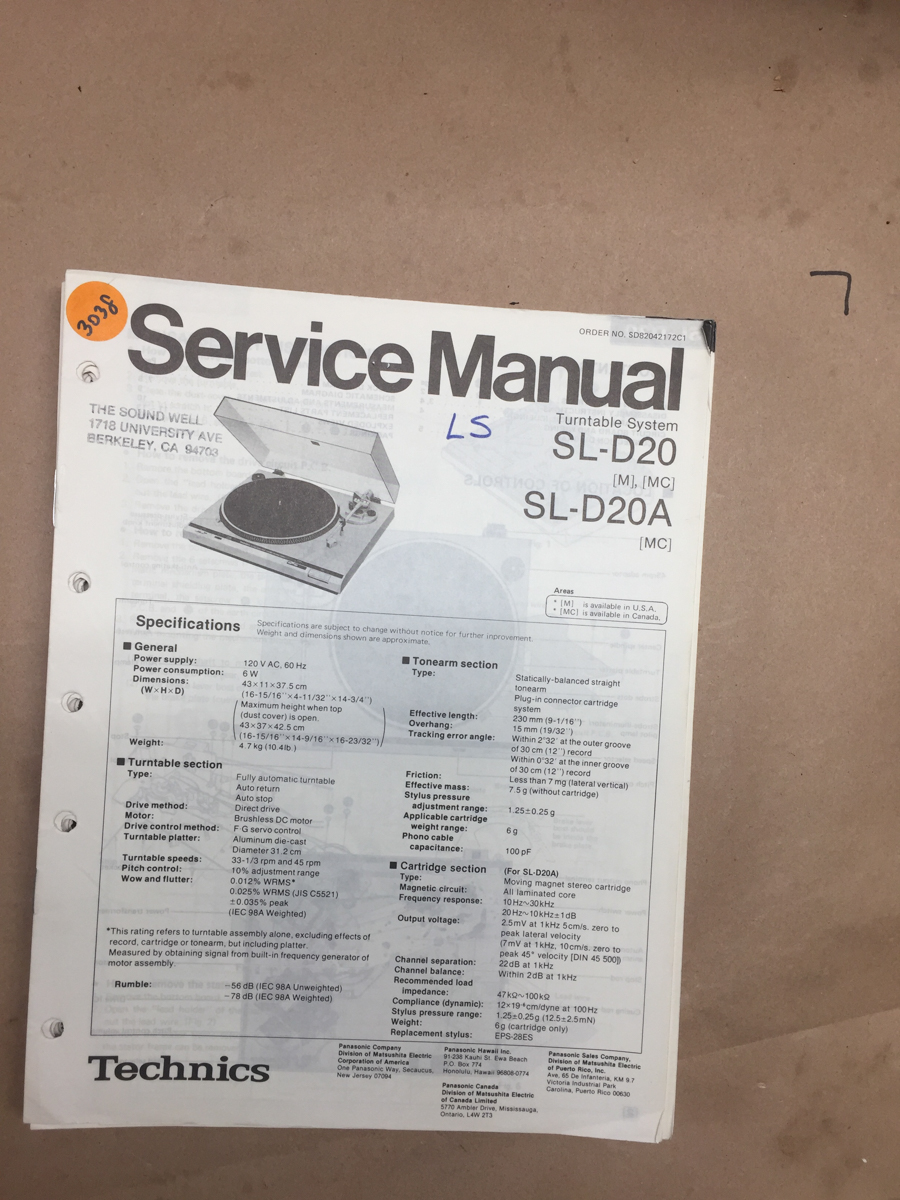 3038
Service Manual
ORDER NO. SD82042172C1
THE SOUND WELL
1718 UNIVERSITY AVE
BERKELEY, CA 94703
LS
Turntable System
SL-D20
[M], [MC]
SL-D20A
[MC]
Areas
* [M] is available in U.S.A.
* [MC] is available in Canada.
Specifications
Specifications are subject to change without notice for further inprovement.
Weight and dimensions shown are approximate.
■ General
Power supply: 120 V AC, 60 Hz
Power consumption: 6 W
Dimensions: 43×11×37.5 cm
(W×H×D) (16-15/16''×4-11/32''×14-3/4'')
(Maximum height when top
(dust cover) is open.
43×37×42.5 cm
(16-15/16''×14-9/16''×16-23/32''))
Weight: 4.7 kg (10.4lb.)
■ Turntable section
Type: Fully automatic turntable
Auto return
Auto stop
Drive method: Direct drive
Motor: Brushless DC motor
Drive control method: F G servo control
Turntable platter: Aluminum die-cast
Diameter 31.2 cm
Turntable speeds: 33-1/3 rpm and 45 rpm
Pitch control: 10% adjustment range
Wow and flutter: 0.012% WRMS*
0.025% WRMS (JIS C5521)
±0.035% peak
(IEC 98A Weighted)
*This rating refers to turntable assembly alone, excluding effects of
record, cartridge or tonearm, but including platter.
Measured by obtaining signal from built-in frequency generator of
motor assembly.
Rumble: −56 dB (IEC 98A Unweighted)
−78 dB (IEC 98A Weighted)
■ Tonearm section
Type: Statically-balanced straight
tonearm
Plug-in connector cartridge
system
Effective length: 230 mm (9-1/16'')
Overhang: 15 mm (19/32'')
Tracking error angle: Within 2°32' at the outer groove
of 30 cm (12'') record
Within 0°32' at the inner groove
of 30 cm (12'') record
Friction: Less than 7 mg (lateral vertical)
Effective mass: 7.5 g (without cartridge)
Stylus pressure
adjustment range: 1.25±0.25 g
Applicable cartridge
weight range: 6 g
Phono cable
capacitance: 100 pF
■ Cartridge section (For SL-D20A)
Type: Moving magnet stereo cartridge
Magnetic circuit: All laminated core
Frequency response: 10Hz~30kHz
20Hz~10kHz±1dB
Output voltage: 2.5mV at 1kHz 5cm/s. zero to
peak lateral velocity
(7mV at 1kHz, 10cm/s. zero to
peak 45° velocity [DIN 45 500])
Channel separation: 22dB at 1kHz
Channel balance: Within 2dB at 1kHz
Recommended load
impedance: 47kΩ~100kΩ
Compliance (dynamic): 12×10⁻⁶cm/dyne at 100Hz
Stylus pressure range: 1.25±0.25g (12.5±2.5mN)
Weight: 6g (cartridge only)
Replacement stylus: EPS-28ES
Technics
Panasonic Company
Division of Matsushita Electric
Corporation of America
One Panasonic Way, Secaucus,
New Jersey 07094
Panasonic Hawaii Inc.
91-238 Kauhi St. Ewa Beach
P.O. Box 774
Honolulu, Hawaii 96808-0774
Panasonic Canada
Division of Matsushita Electric
of Canada Limited
5770 Ambler Drive, Mississauga,
Ontario, L4W 2T3
Panasonic Sales Company,
Division of Matsushita Electric
of Puerto Rico, Inc.
Ave. 65 De Infanteria, KM 9.7
Victoria Industrial Park
Carolina, Puerto Rico 00630